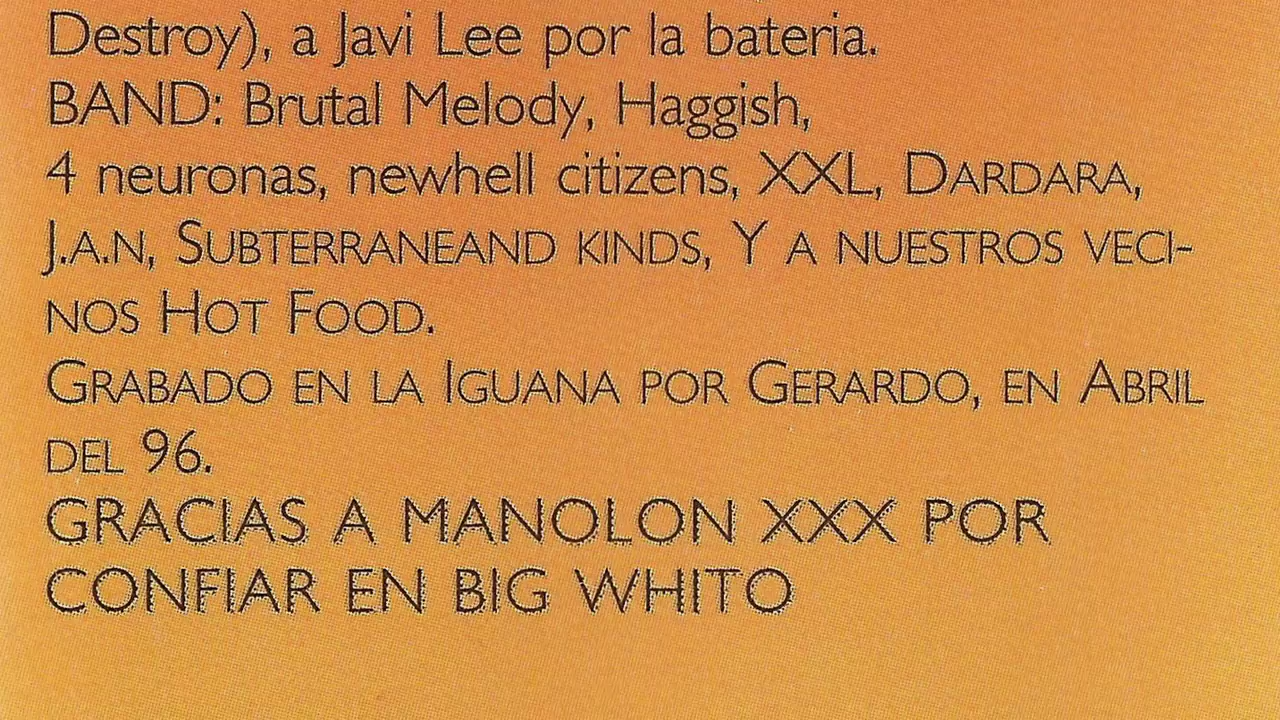 Destroy), a Javi Lee por la bateria.
BAND: Brutal Melody, Haggish,
4 neuronas, newhell citizens, XXL, DARDARA,
J.A.N, SUBTERRANEAND KINDS, Y A NUESTROS VECI-
NOS HOT FOOD.
GRABADO EN LA IGUANA POR GERARDO, EN ABRIL
DEL 96.
GRACIAS A MANOLON XXX POR
CONFIAR EN BIG WHITO